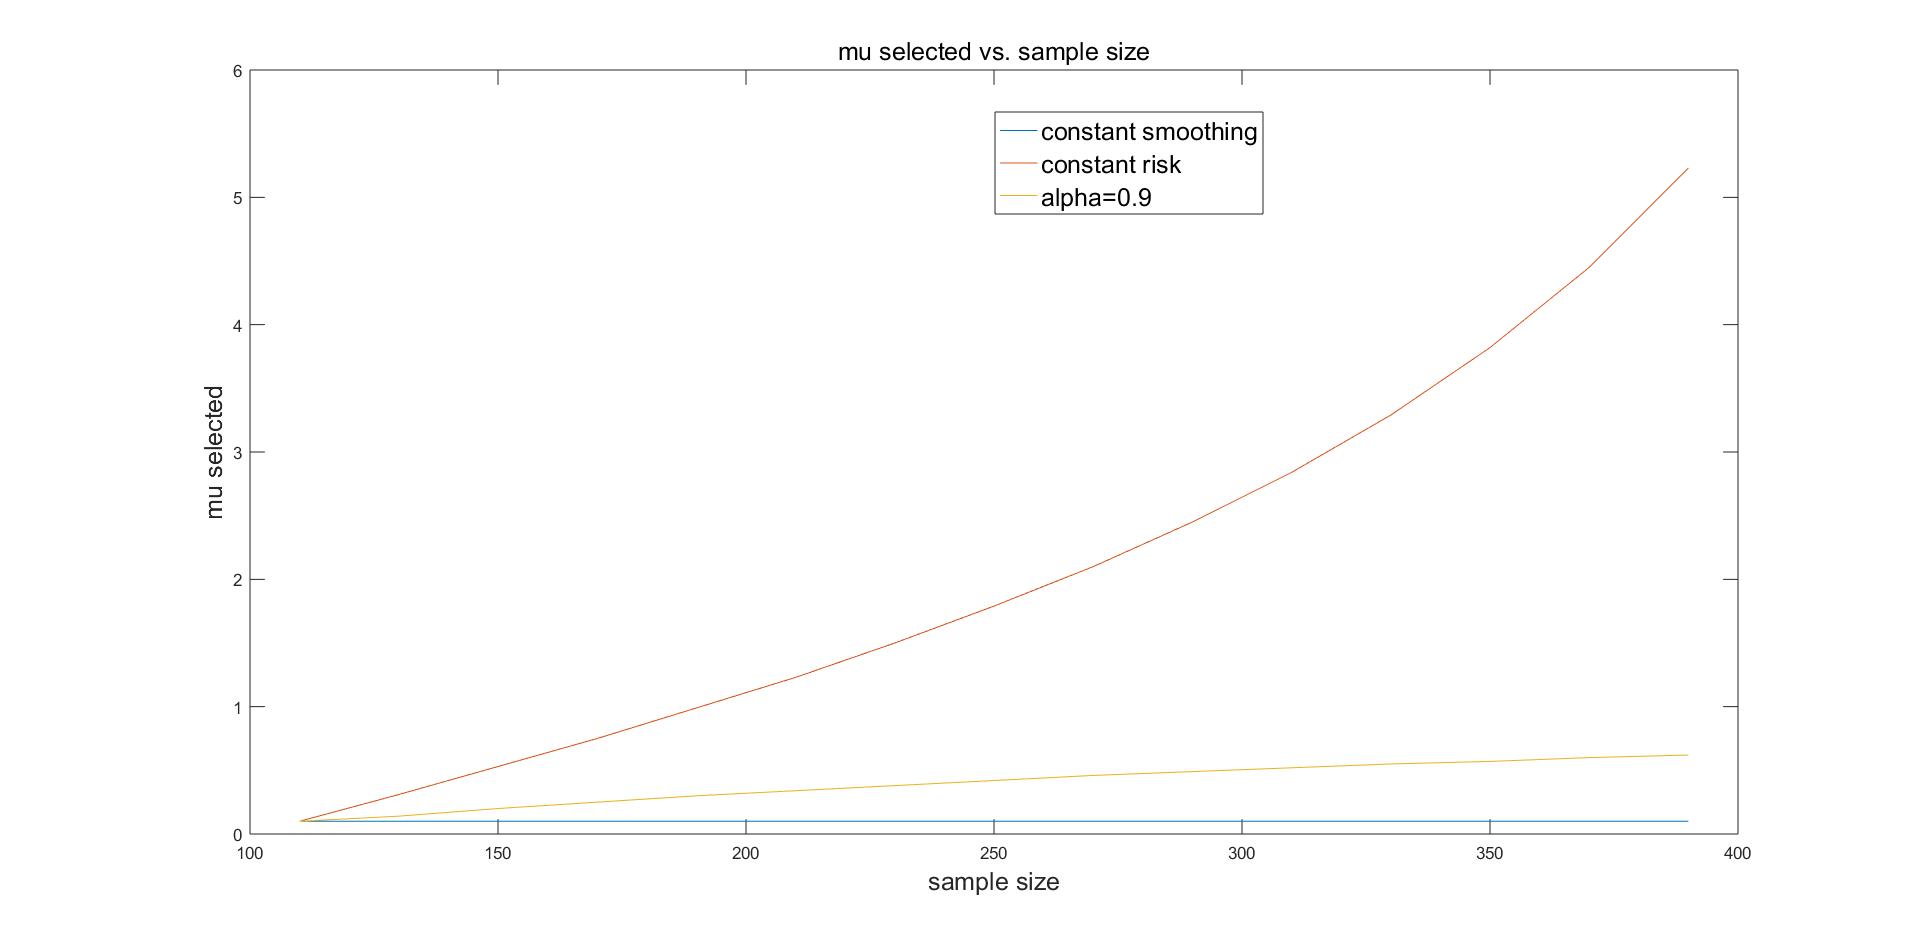 mu selected vs. sample size
6
5
4
3
2
1
0
mu selected
constant smoothing
constant risk
alpha=0.9
100
150
200
250
300
350
400
sample size